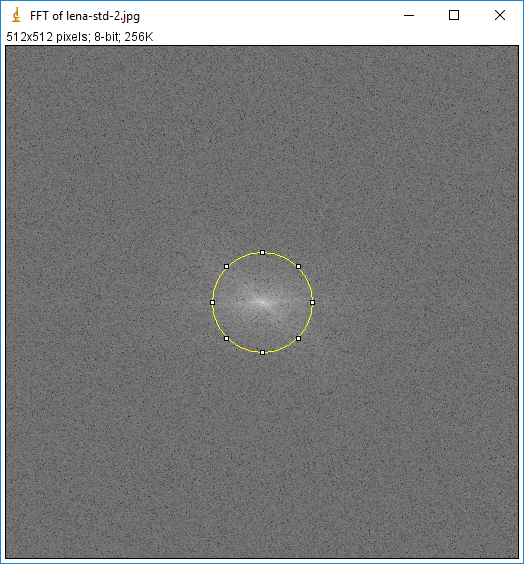 FFT of lena-std-2.jpg
512x512 pixels; 8-bit; 256K